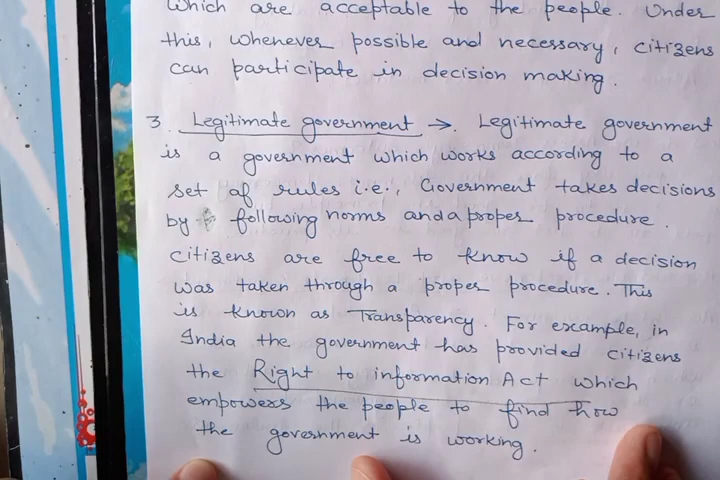 which are acceptable to the people. Under
this, whenever possible and necessary, citizens
can participate in decision making.
3. Legitimate government → Legitimate government
is a government which works according to a
set of rules i.e., Government takes decisions
by following norms and a proper procedure.
Citizens are free to know if a decision
was taken through a proper procedure. This
is known as Transparency. For example, in
India the government has provided citizens
the Right to information Act which
empowers the people to find how
the government is working.